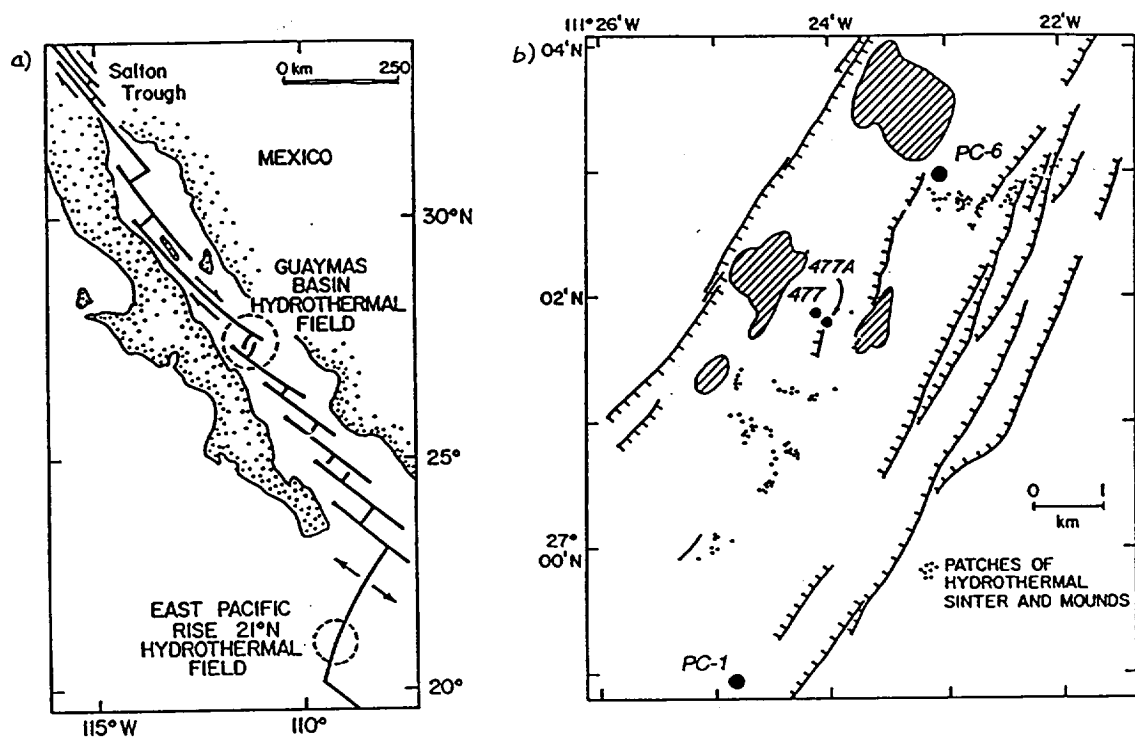 a)
Salton
Trough
0 km 250
MEXICO
30°N
GUAYMAS
BASIN
HYDROTHERMAL
FIELD
25°
EAST PACIFIC
RISE 21°N
HYDROTHERMAL
FIELD
20°
115°W 110°
111°26'W 24'W 22'W
b) 04'N
PC-6
477A
477
02'N
0 1
km
27°
00'N
PATCHES OF
HYDROTHERMAL
SINTER AND MOUNDS
PC-1